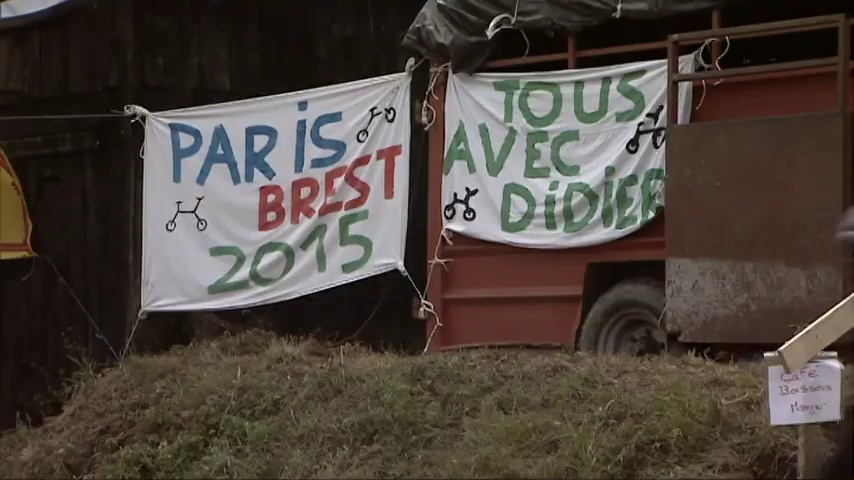 PARiS
BREST
2015
TOUS
AVEC
DiDiER
Café
Boissons